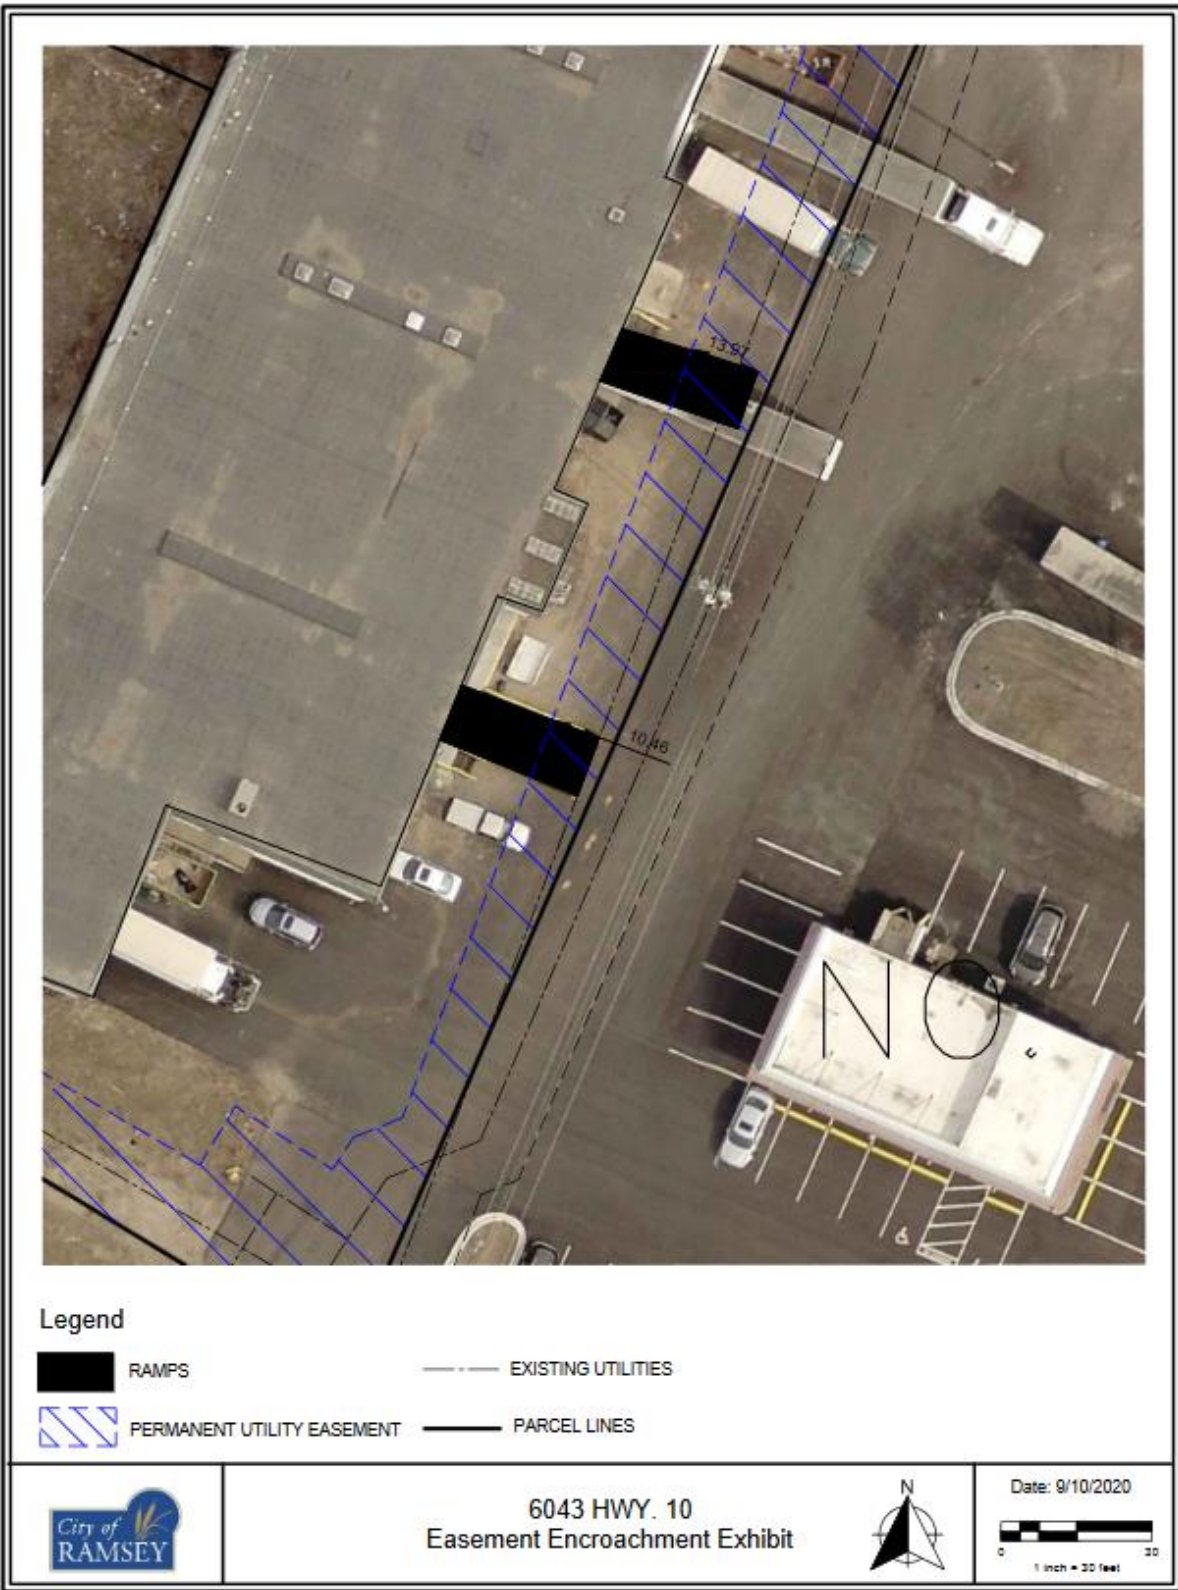 13.97
10.46
NO
Legend
RAMPS
EXISTING UTILITIES
PERMANENT UTILITY EASEMENT
PARCEL LINES
City of
RAMSEY
6043 HWY. 10
Easement Encroachment Exhibit
N
Date: 9/10/2020
0 30
1 inch = 30 feet